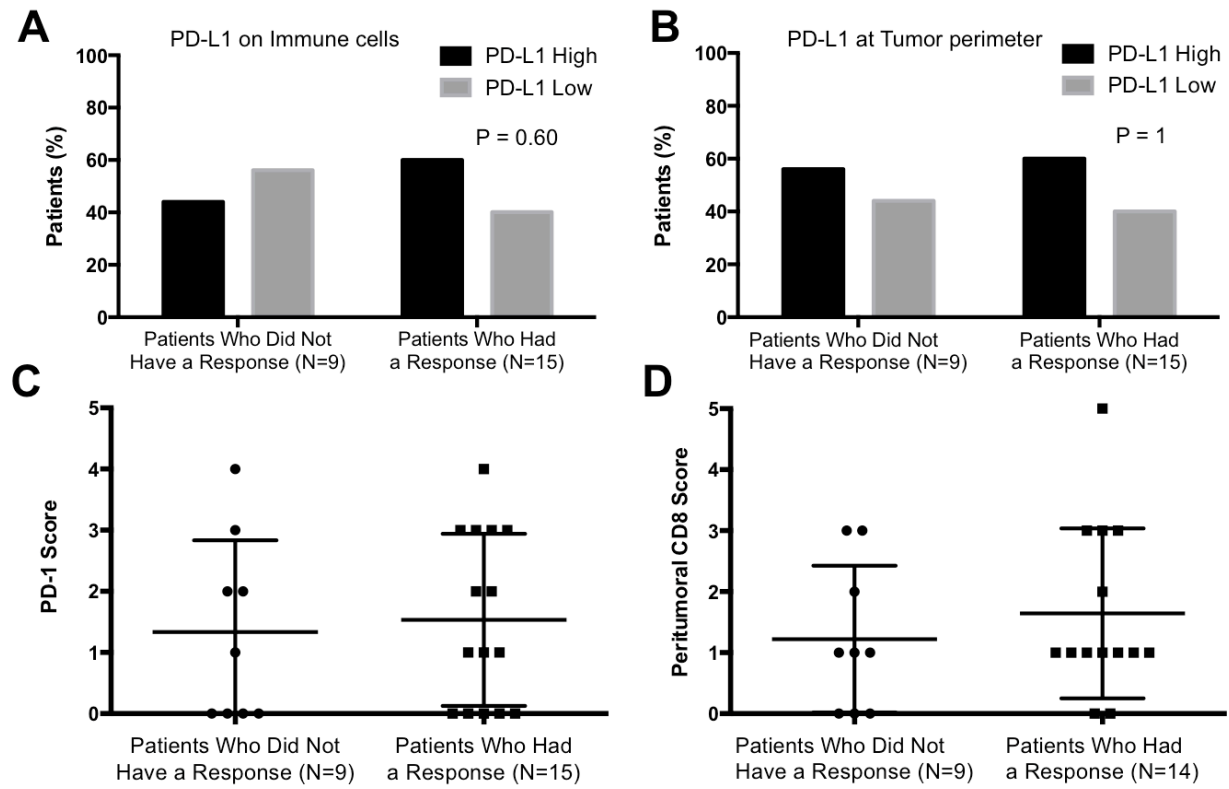 A
PD-L1 on Immune cells
PD-L1 High
PD-L1 Low
P = 0.60
Patients (%)
100
80
60
40
20
0
Patients Who Did Not
Have a Response (N=9)
Patients Who Had
a Response (N=15)
B
PD-L1 at Tumor perimeter
PD-L1 High
PD-L1 Low
P = 1
Patients (%)
100
80
60
40
20
0
Patients Who Did Not
Have a Response (N=9)
Patients Who Had
a Response (N=15)
C
PD-1 Score
5
4
3
2
1
0
Patients Who Did Not
Have a Response (N=9)
Patients Who Had
a Response (N=15)
D
Peritumoral CD8 Score
5
4
3
2
1
0
Patients Who Did Not
Have a Response (N=9)
Patients Who Had
a Response (N=14)